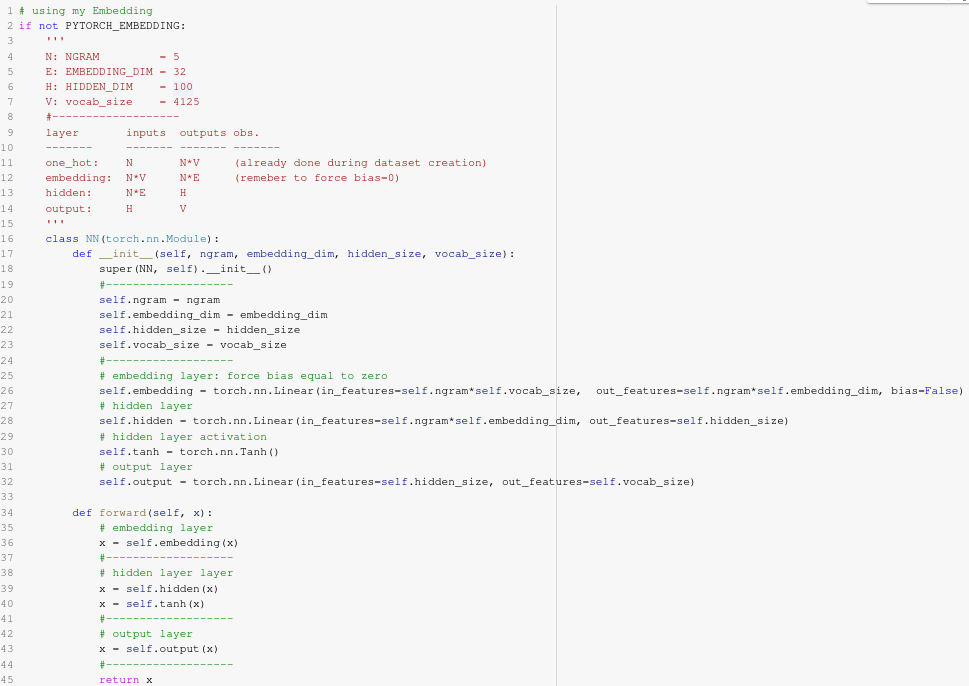 1 # using my Embedding
2 if not PYTORCH_EMBEDDING:
3     '''
4     N: NGRAM         = 5
5     E: EMBEDDING_DIM = 32
6     H: HIDDEN_DIM    = 100
7     V: vocab_size    = 4125
8     #-------------------
9     layer       inputs  outputs obs.
10     -------     ------- ------- -------
11     one_hot:    N       N*V     (already done during dataset creation)
12     embedding:  N*V     N*E     (remeber to force bias=0)
13     hidden:     N*E     H
14     output:     H       V
15     '''
16     class NN(torch.nn.Module):
17         def __init__(self, ngram, embedding_dim, hidden_size, vocab_size):
18             super(NN, self).__init__()
19             #-------------------
20             self.ngram = ngram
21             self.embedding_dim = embedding_dim
22             self.hidden_size = hidden_size
23             self.vocab_size = vocab_size
24             #-------------------
25             # embedding layer: force bias equal to zero
26             self.embedding = torch.nn.Linear(in_features=self.ngram*self.vocab_size,  out_features=self.ngram*self.embedding_dim, bias=False)
27             # hidden layer
28             self.hidden = torch.nn.Linear(in_features=self.ngram*self.embedding_dim, out_features=self.hidden_size)
29             # hidden layer activation
30             self.tanh = torch.nn.Tanh()
31             # output layer
32             self.output = torch.nn.Linear(in_features=self.hidden_size, out_features=self.vocab_size)
33
34         def forward(self, x):
35             # embedding layer
36             x = self.embedding(x)
37             #-------------------
38             # hidden layer layer
39             x = self.hidden(x)
40             x = self.tanh(x)
41             #-------------------
42             # output layer
43             x = self.output(x)
44             #-------------------
45             return x